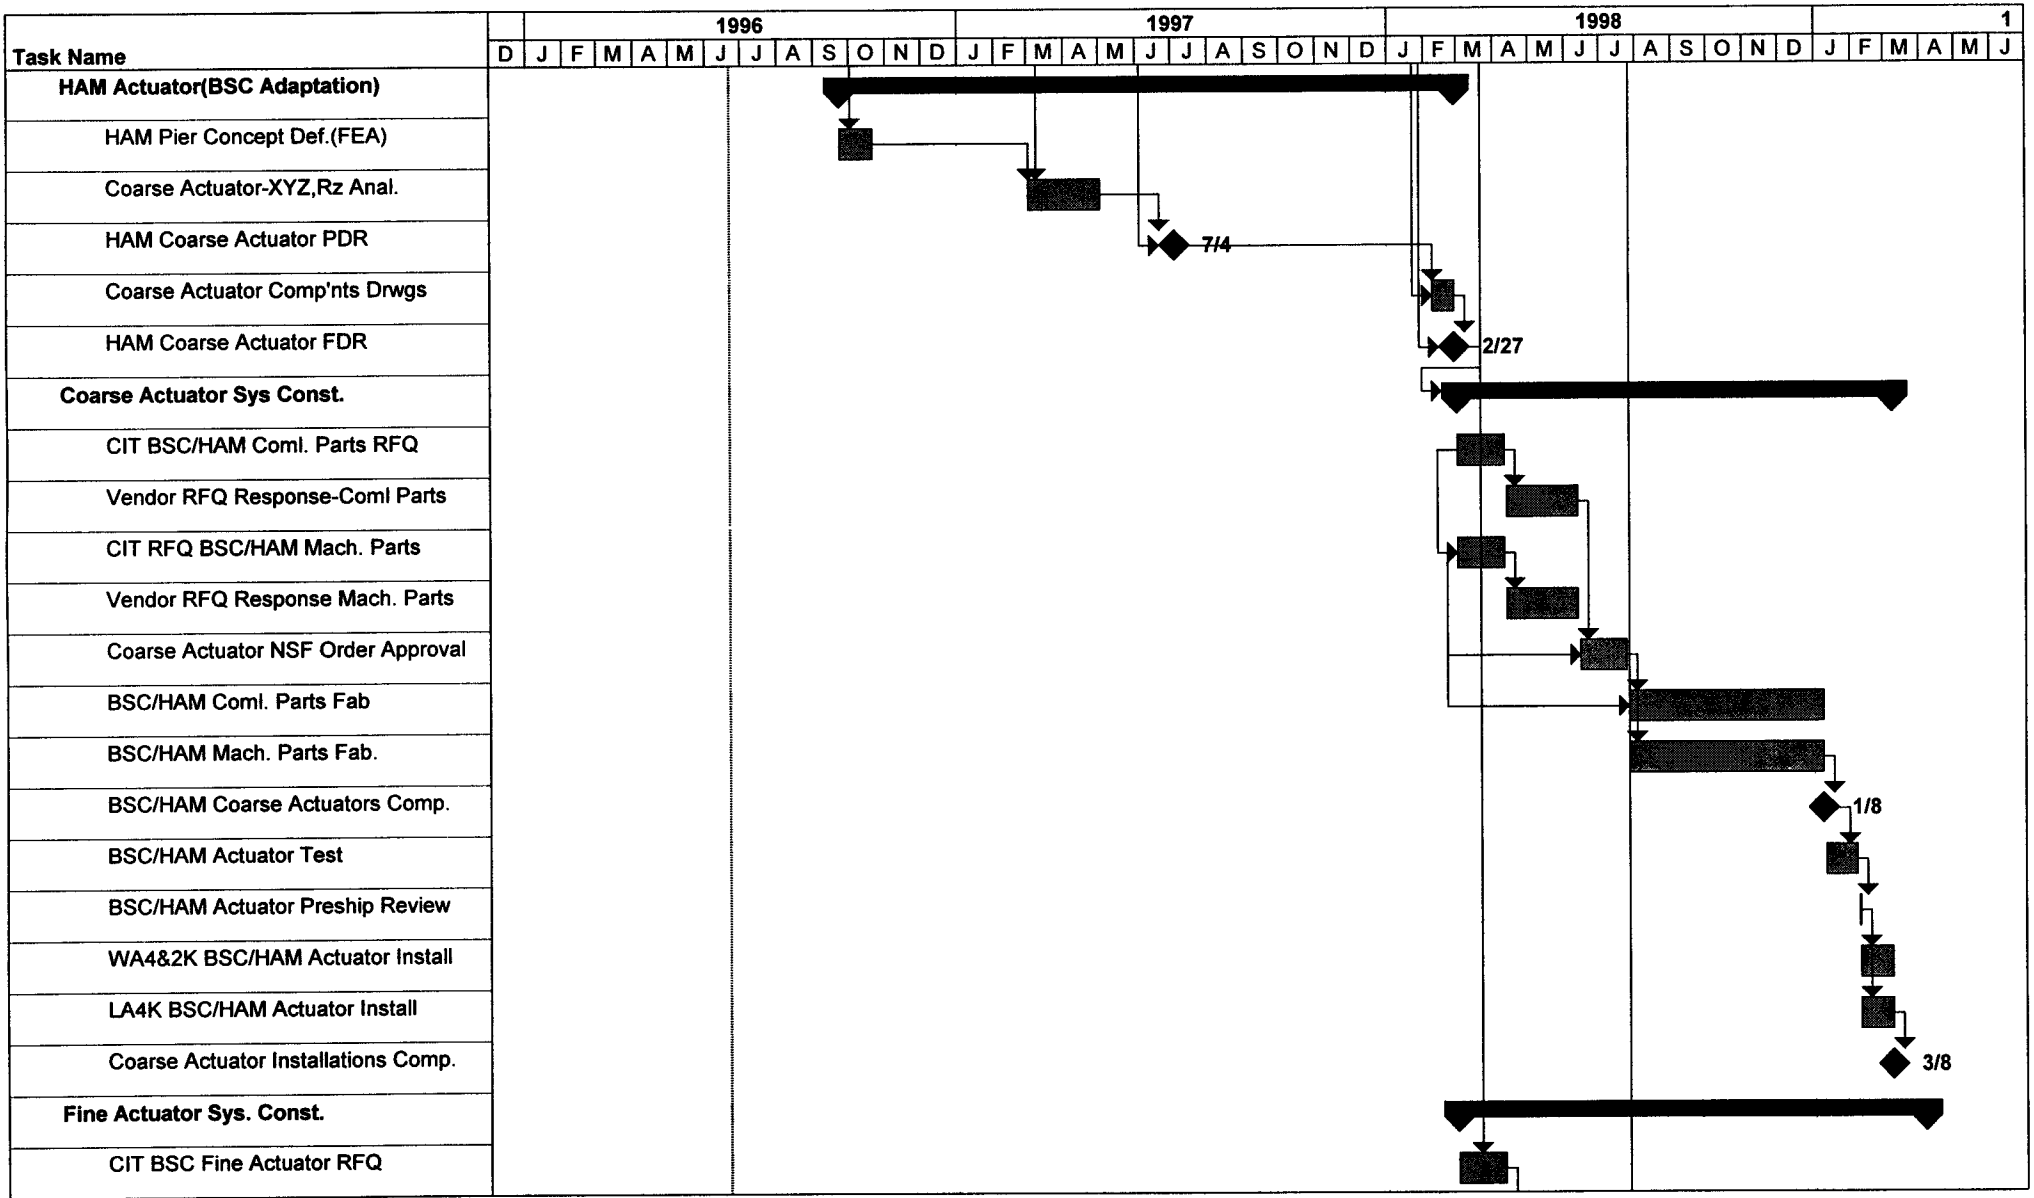 1996 1997 1998 1
Task Name D J F M A M J J A S O N D J F M A M J J A S O N D J F M A M J J A S O N D J F M A M J
HAM Actuator(BSC Adaptation)
HAM Pier Concept Def.(FEA)
Coarse Actuator-XYZ,Rz Anal.
HAM Coarse Actuator PDR 7/4
Coarse Actuator Comp'nts Drwgs
HAM Coarse Actuator FDR 2/27
Coarse Actuator Sys Const.
CIT BSC/HAM Coml. Parts RFQ
Vendor RFQ Response-Coml Parts
CIT RFQ BSC/HAM Mach. Parts
Vendor RFQ Response Mach. Parts
Coarse Actuator NSF Order Approval
BSC/HAM Coml. Parts Fab
BSC/HAM Mach. Parts Fab.
BSC/HAM Coarse Actuators Comp. 1/8
BSC/HAM Actuator Test
BSC/HAM Actuator Preship Review
WA4&2K BSC/HAM Actuator Install
LA4K BSC/HAM Actuator Install
Coarse Actuator Installations Comp. 3/8
Fine Actuator Sys. Const.
CIT BSC Fine Actuator RFQ